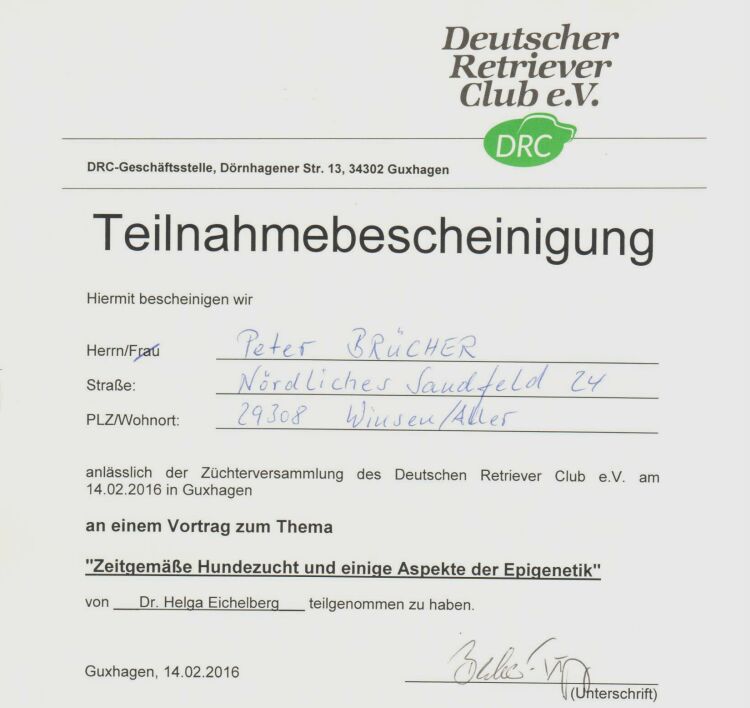 Deutscher
Retriever
Club e.V.
DRC
DRC-Geschäftsstelle, Dörnhagener Str. 13, 34302 Guxhagen
Teilnahmebescheinigung
Hiermit bescheinigen wir
Herrn/Frau Peter BRÜCHER
Straße: Nördliches Sandfeld 24
PLZ/Wohnort: 29308 Winsen/Aller
anlässlich der Züchterversammlung des Deutschen Retriever Club e.V. am
14.02.2016 in Guxhagen
an einem Vortrag zum Thema
"Zeitgemäße Hundezucht und einige Aspekte der Epigenetik"
von Dr. Helga Eichelberg teilgenommen zu haben.
Guxhagen, 14.02.2016
(Unterschrift)